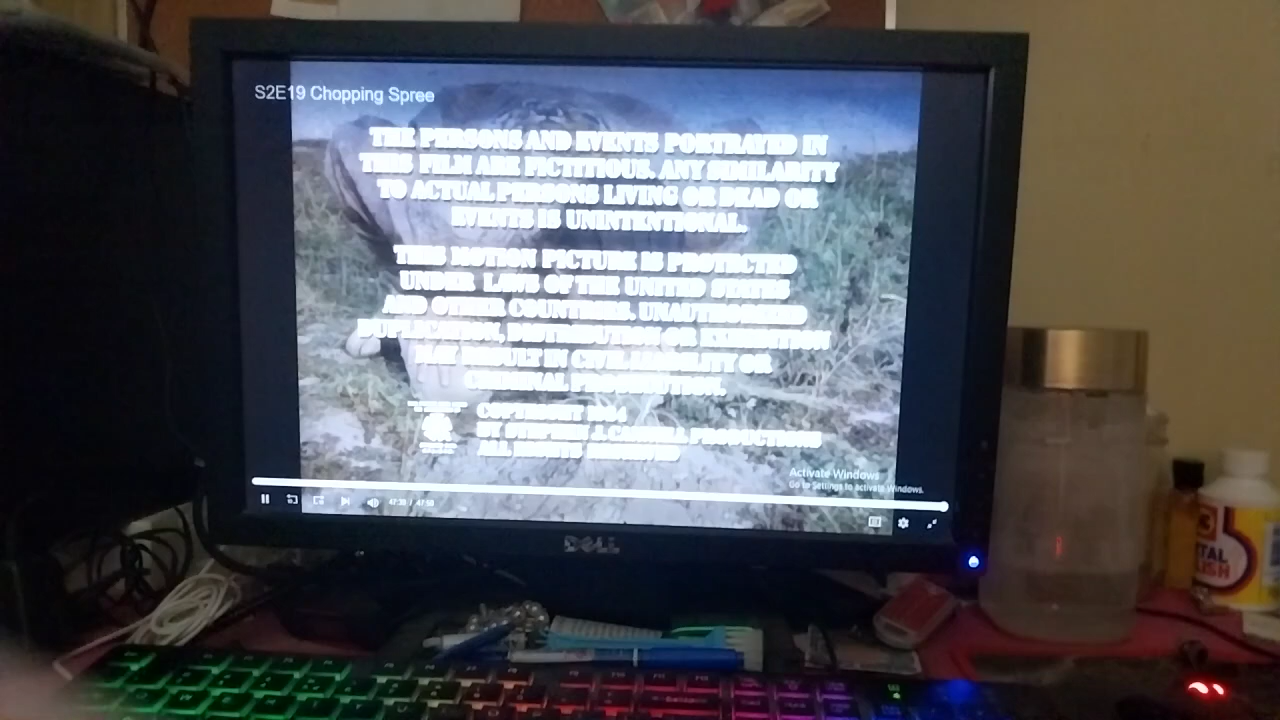 S2E19 Chopping Spree
THE PERSONS AND EVENTS PORTRAYED IN
THIS FILM ARE FICTITIOUS. ANY SIMILARITY
TO ACTUAL PERSONS LIVING OR DEAD OR
EVENTS IS UNINTENTIONAL.
THIS MOTION PICTURE IS PROTECTED
UNDER LAWS OF THE UNITED STATES
AND OTHER COUNTRIES. UNAUTHORIZED
DUPLICATION, DISTRIBUTION OR EXHIBITION
MAY RESULT IN CIVIL LIABILITY OR
CRIMINAL PROSECUTION.
COPYRIGHT
BY STEPHEN J. CANNELL PRODUCTIONS
ALL RIGHTS RESERVED
Activate Windows
Go to Settings to activate Windows.
DELL